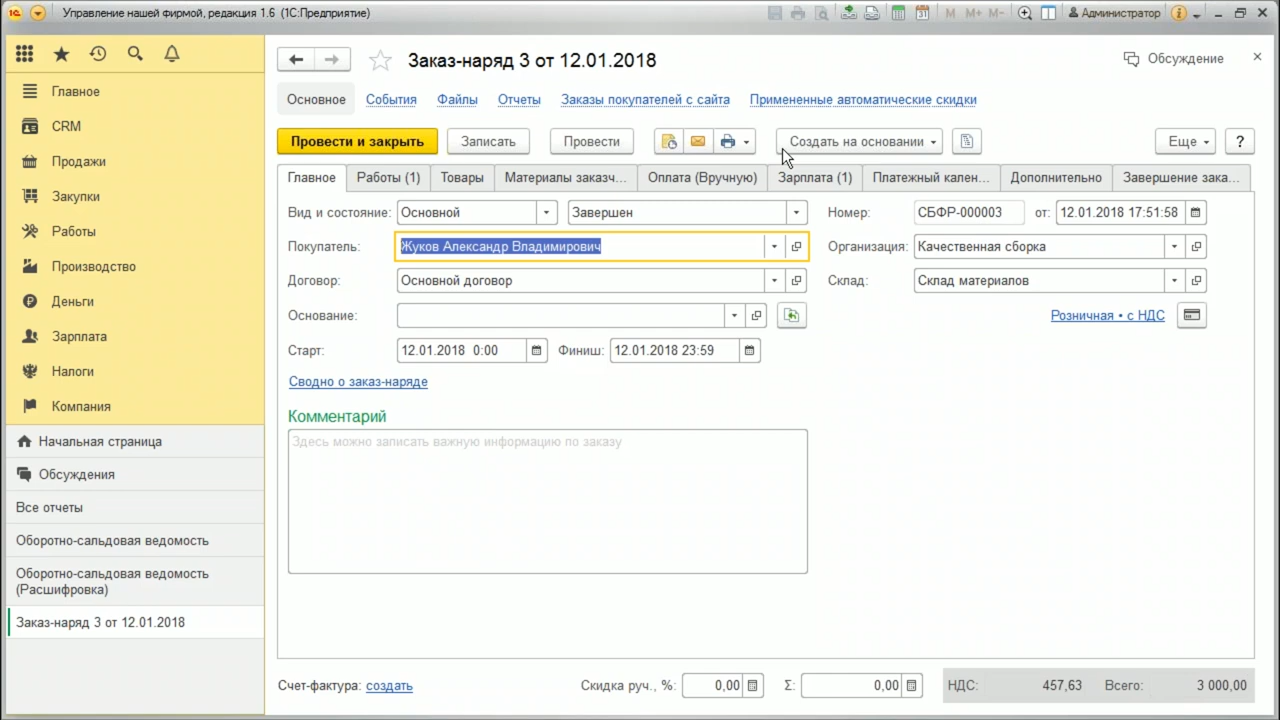 Управление нашей фирмой, редакция 1.6 (1С:Предприятие)
M M+ M- Администратор
Главное
CRM
Продажи
Закупки
Работы
Производство
Деньги
Зарплата
Налоги
Компания
Начальная страница
Обсуждения
Все отчеты
Оборотно-сальдовая ведомость
Оборотно-сальдовая ведомость
(Расшифровка)
Заказ-наряд 3 от 12.01.2018
Заказ-наряд 3 от 12.01.2018 Обсуждение
Основное События Файлы Отчеты Заказы покупателей с сайта Примененные автоматические скидки
Провести и закрыть Записать Провести Создать на основании Еще ?
Главное Работы (1) Товары Материалы заказч... Оплата (Вручную) Зарплата (1) Платежный кален... Дополнительно Завершение зака...
Вид и состояние: Основной Завершен Номер: СБФР-000003 от: 12.01.2018 17:51:58
Покупатель: Жуков Александр Владимирович Организация: Качественная сборка
Договор: Основной договор Склад: Склад материалов
Основание: Розничная • с НДС
Старт: 12.01.2018 0:00 Финиш: 12.01.2018 23:59
Сводно о заказ-наряде
Комментарий
Здесь можно записать важную информацию по заказу
Счет-фактура: создать Скидка руч., %: 0,00 Σ: 0,00 НДС: 457,63 Всего: 3 000,00